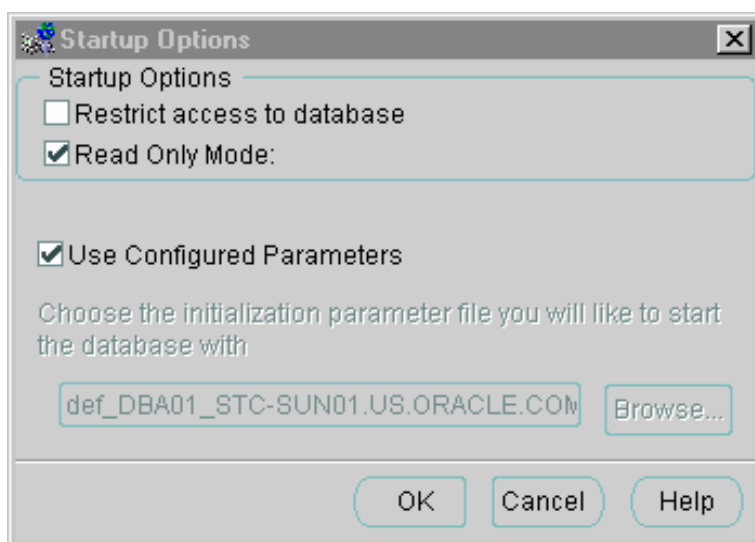 Startup Options
Startup Options
Restrict access to database
Read Only Mode:
Use Configured Parameters
Choose the initialization parameter file you will like to start
the database with
def_DBA01_STC-SUN01.US.ORACLE.COM
Browse...
OK
Cancel
Help